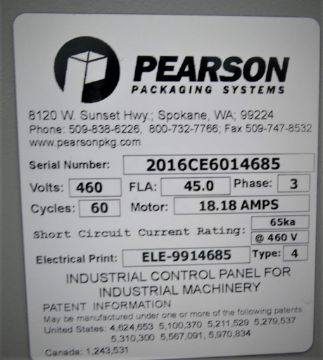 PEARSON
PACKAGING SYSTEMS
8120 W. Sunset Hwy.; Spokane, WA; 99224
Phone: 509-838-6226, 800-732-7766; Fax 509-747-8532
www.pearsonpkg.com
Serial Number: 2016CE6014685
Volts: 460 FLA: 45.0 Phase: 3
Cycles: 60 Motor: 18.18 AMPS
Short Circuit Current Rating: 65ka @ 460 V
Electrical Print: ELE-9914685 Type: 4
INDUSTRIAL CONTROL PANEL FOR
INDUSTRIAL MACHINERY
PATENT INFORMATION
May be manufactured under one or more of the following patents:
United States: 4,624,653 5,100,370 5,211,529 5,279,537
5,310,300 5,567,091 5,970,834
Canada: 1,243,531